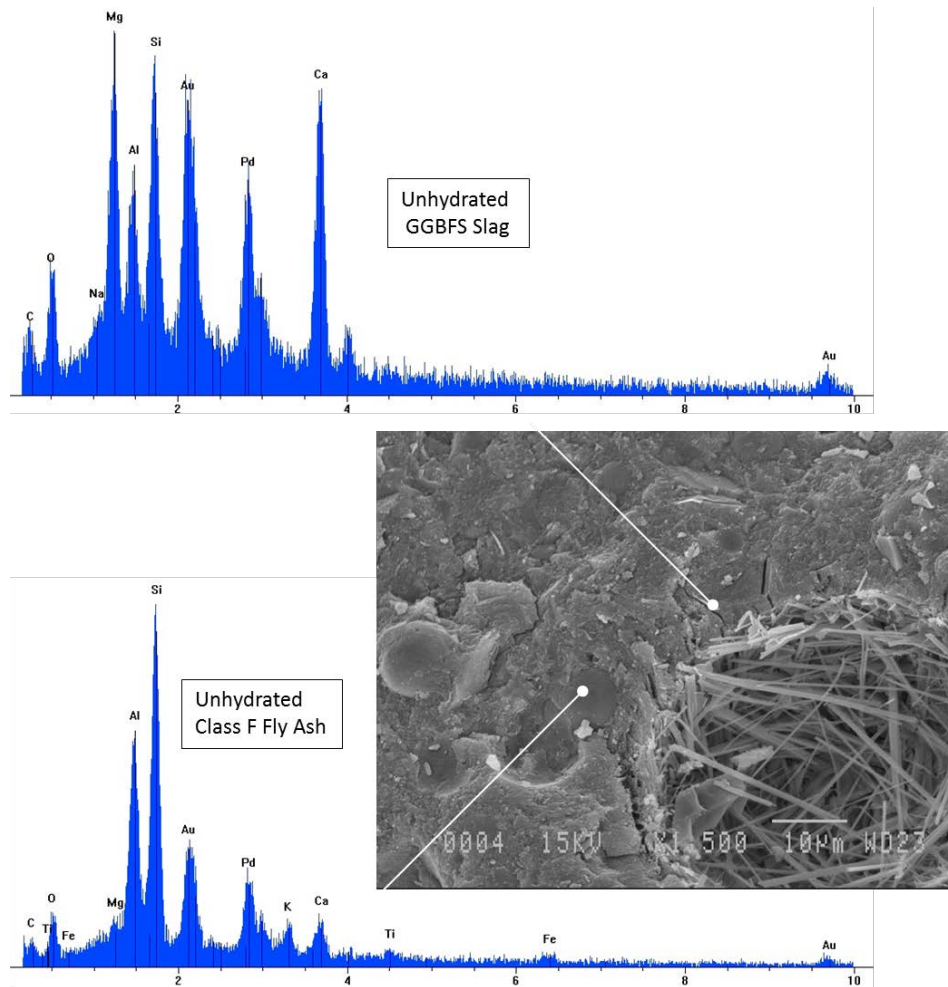 Mg
Si
Ca
Au
Al
Pd
Unhydrated
GGBFS Slag
O
Na
C
Au
2 4 6 8 10
Si
Unhydrated
Class F Fly Ash
Al
Au
0004 15KV X1,500 10µm WD23
Pd
O
Mg
K
Ca
C
Ti
Fe
Ti
Fe
Au
2 4 6 8 10